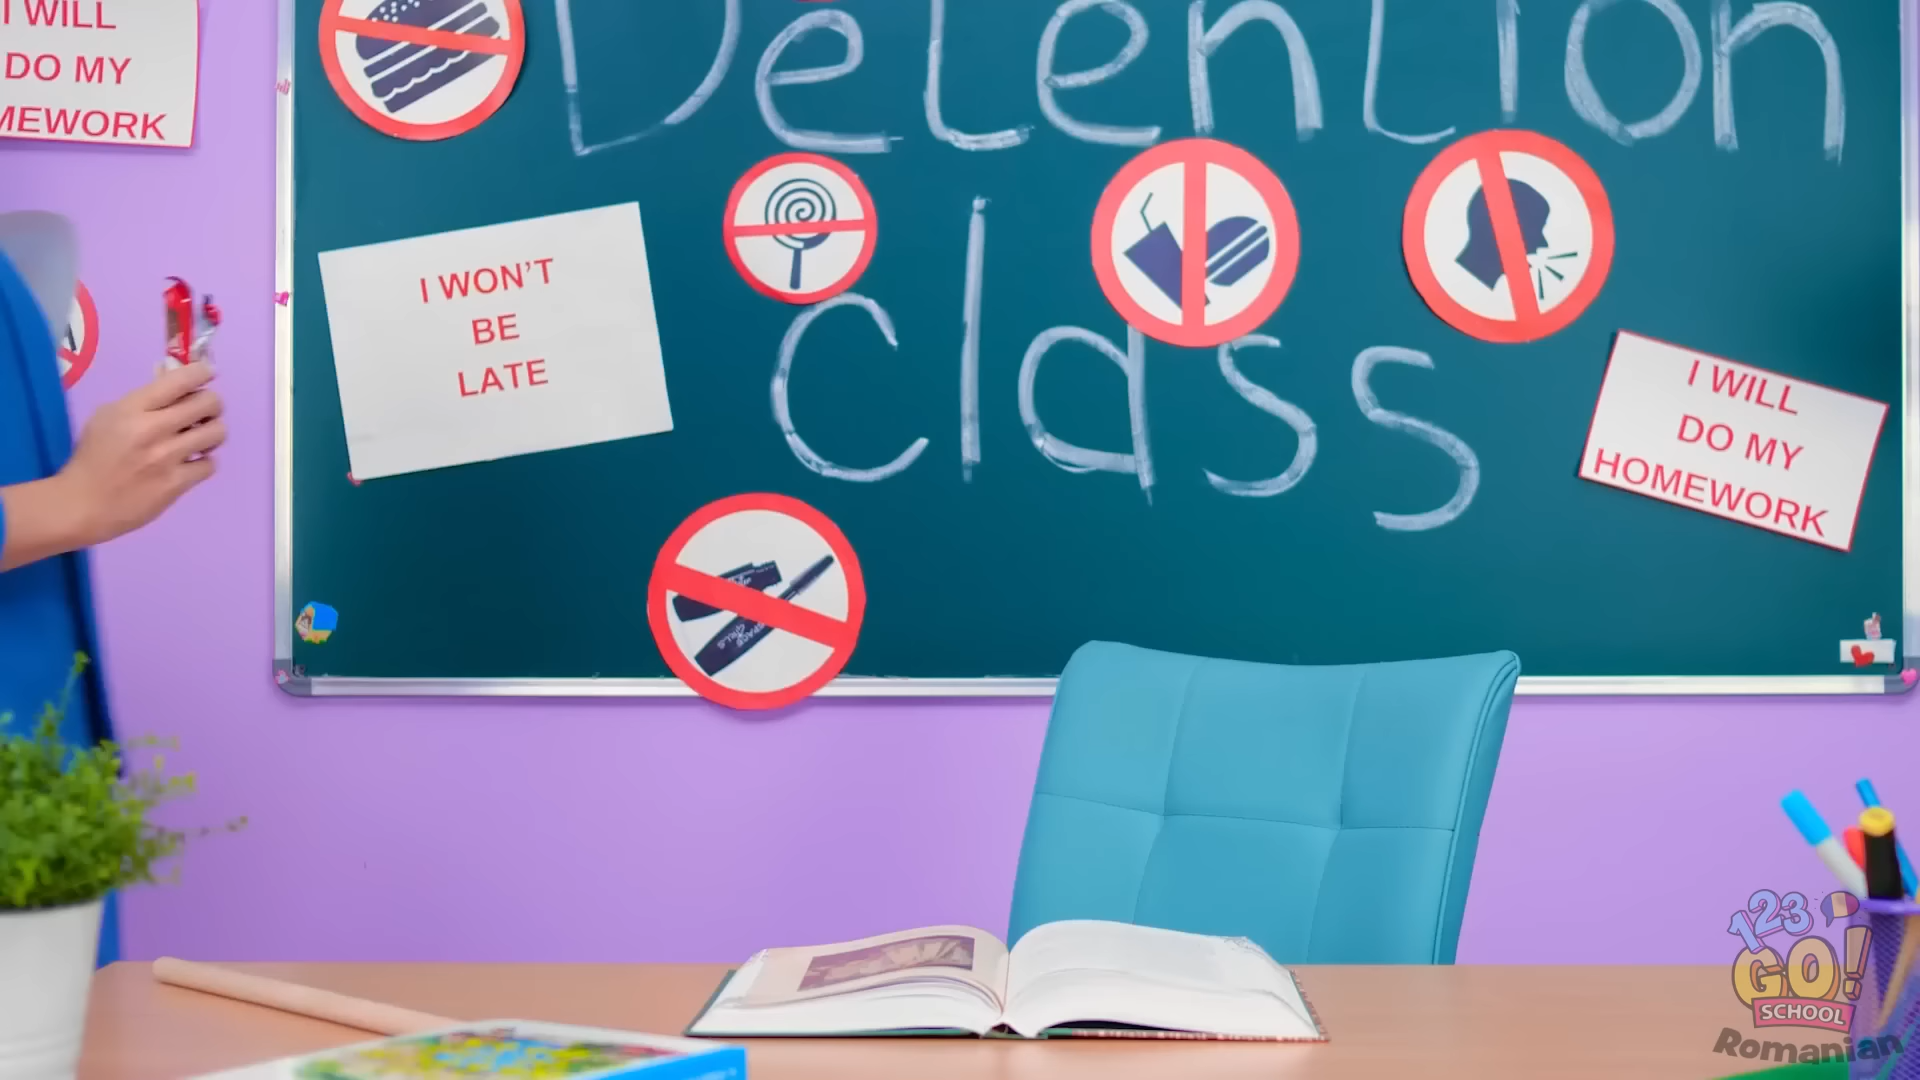 I WILL
DO MY
MEWORK
Detention
Class
I WON'T
BE
LATE
I WILL
DO MY
HOMEWORK
123
GO!
SCHOOL
Romanian